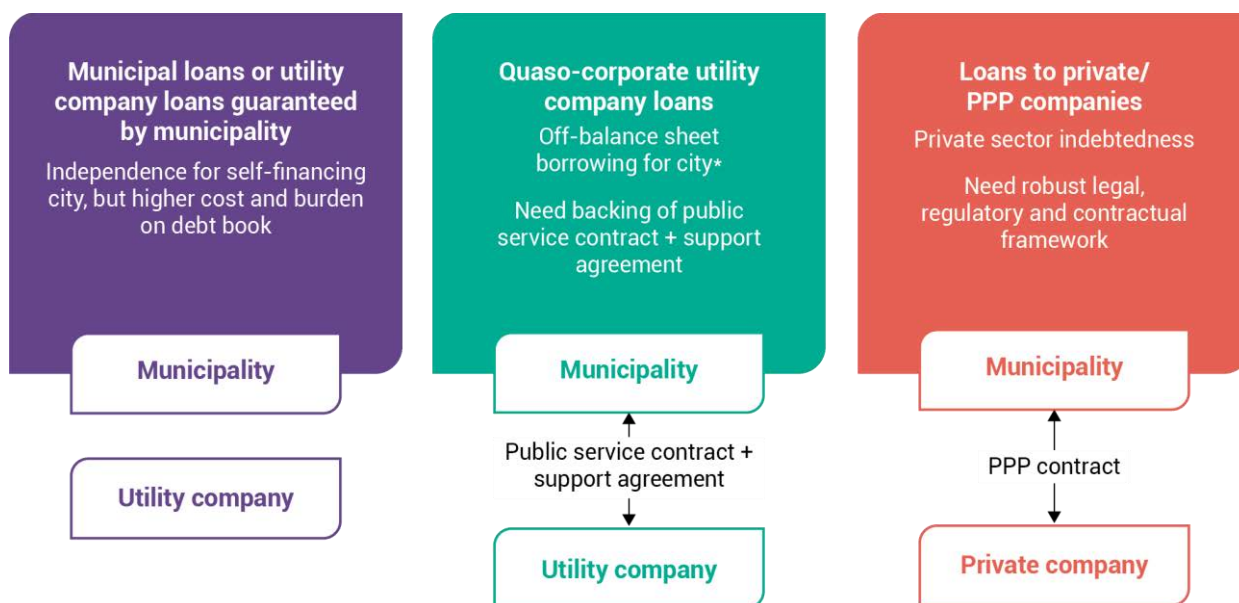 Municipal loans or utility
company loans guaranteed
by municipality
Independence for self-financing
city, but higher cost and burden
on debt book
Municipality
Utility company
Quaso-corporate utility
company loans
Off-balance sheet
borrowing for city*
Need backing of public
service contract + support
agreement
Municipality
Public service contract +
support agreement
Utility company
Loans to private/
PPP companies
Private sector indebtedness
Need robust legal,
regulatory and contractual
framework
Municipality
PPP contract
Private company